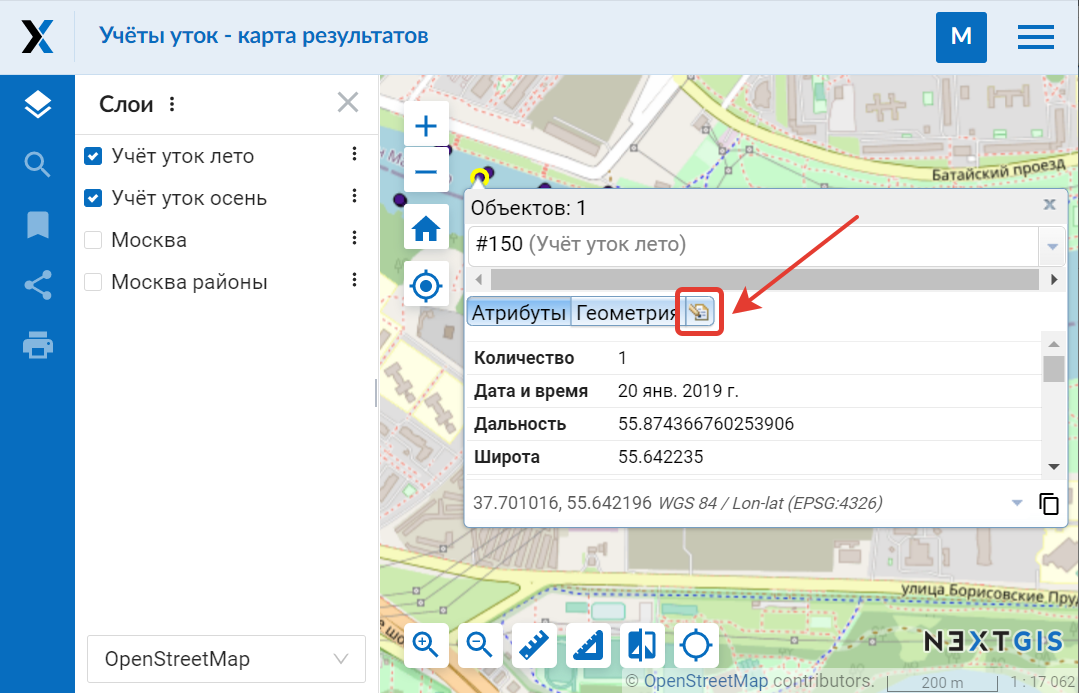 Учёты уток - карта результатов
M
Слои
Учёт уток лето
Учёт уток осень
Москва
Москва районы
OpenStreetMap
Батайский проезд
Объектов: 1
x
#150 (Учёт уток лето)
Атрибуты Геометрия
Количество 1
Дата и время 20 янв. 2019 г.
Дальность 55.874366760253906
Широта 55.642235
37.701016, 55.642196 WGS 84 / Lon-lat (EPSG:4326)
улица Борисовские Пру
NEXTGIS
© OpenStreetMap contributors.
200 m
1 : 17 062